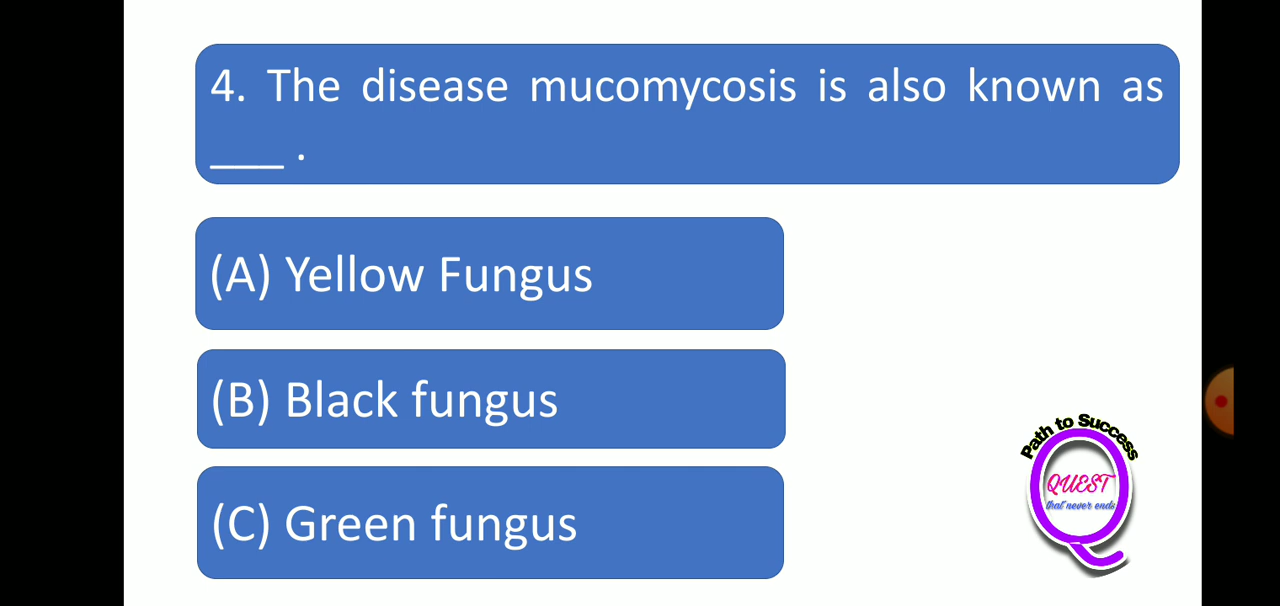 4. The disease mucomycosis is also known as
___ .
(A) Yellow Fungus
(B) Black fungus
(C) Green fungus
Path to Success
QUEST
that never ends